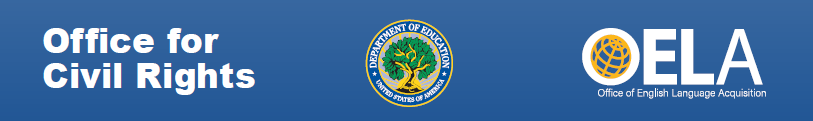 Office for
Civil Rights
DEPARTMENT OF EDUCATION
UNITED STATES OF AMERICA
OELA
Office of English Language Acquisition